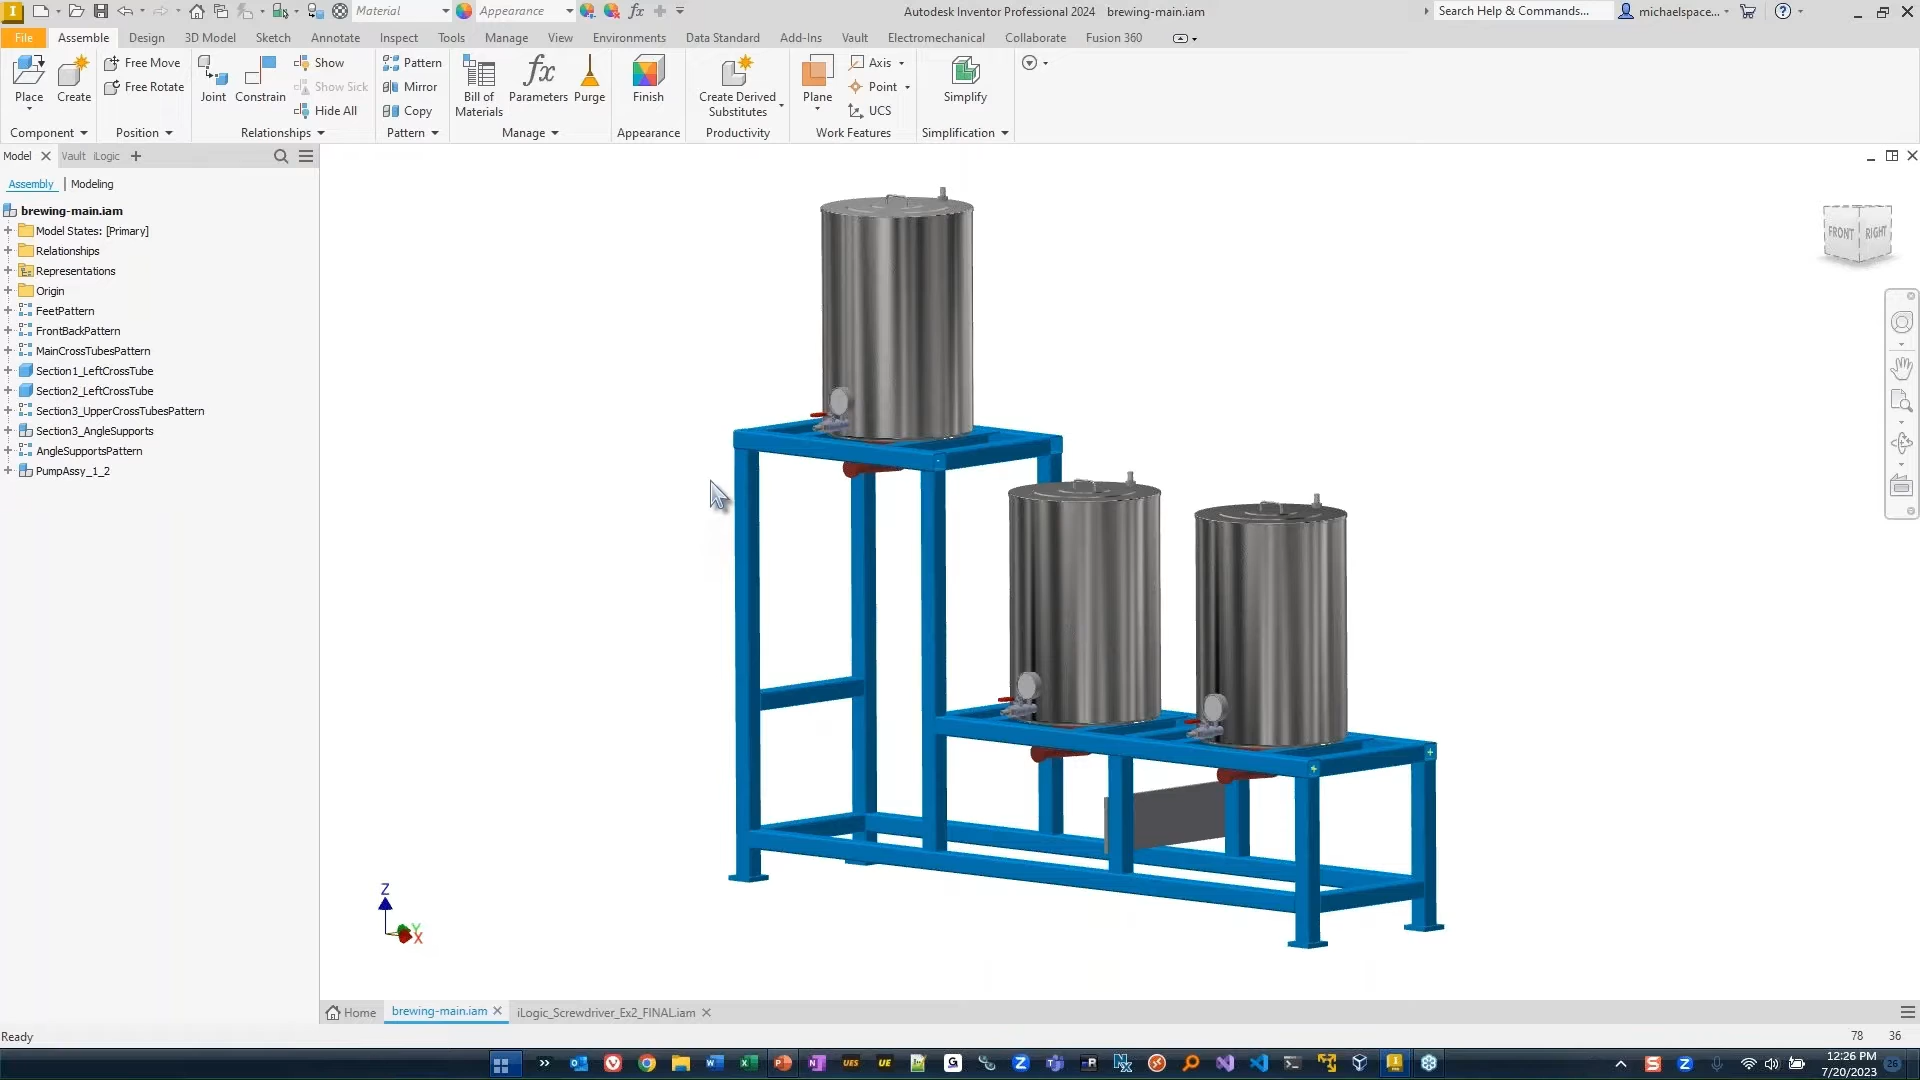 Material
Appearance
Autodesk Inventor Professional 2024 brewing-main.iam
Search Help & Commands...
michaelspace...
File Assemble Design 3D Model Sketch Annotate Inspect Tools Manage View Environments Data Standard Add-Ins Vault Electromechanical Collaborate Fusion 360
Place
Create
Free Move
Free Rotate
Joint
Constrain
Show
Show Sick
Hide All
Pattern
Mirror
Copy
Bill of
Materials
Parameters
Purge
Finish
Create Derived
Substitutes
Plane
Axis
Point
UCS
Simplify
Component Position Relationships Pattern Manage Appearance Productivity Work Features Simplification
Model Vault iLogic
Assembly | Modeling
brewing-main.iam
Model States: [Primary]
Relationships
Representations
Origin
FeetPattern
FrontBackPattern
MainCrossTubesPattern
Section1_LeftCrossTube
Section2_LeftCrossTube
Section3_UpperCrossTubesPattern
Section3_AngleSupports
AngleSupportsPattern
PumpAssy_1_2
FRONT RIGHT
Z
Y
X
Home brewing-main.iam iLogic_Screwdriver_Ex2_FINAL.iam
Ready
78 36
12:26 PM
7/20/2023
26